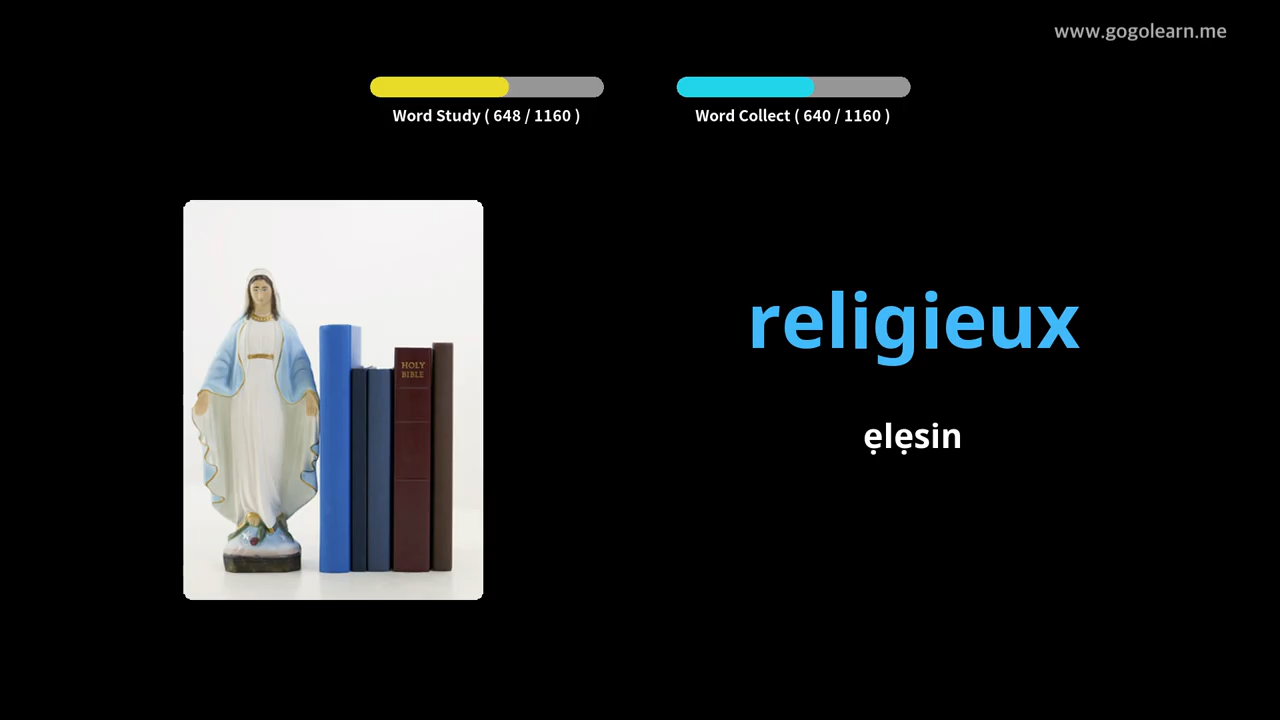 www.gogolearn.me
Word Study ( 648 / 1160 )
Word Collect ( 640 / 1160 )
HOLY
BIBLE
religieux
ẹlẹsin